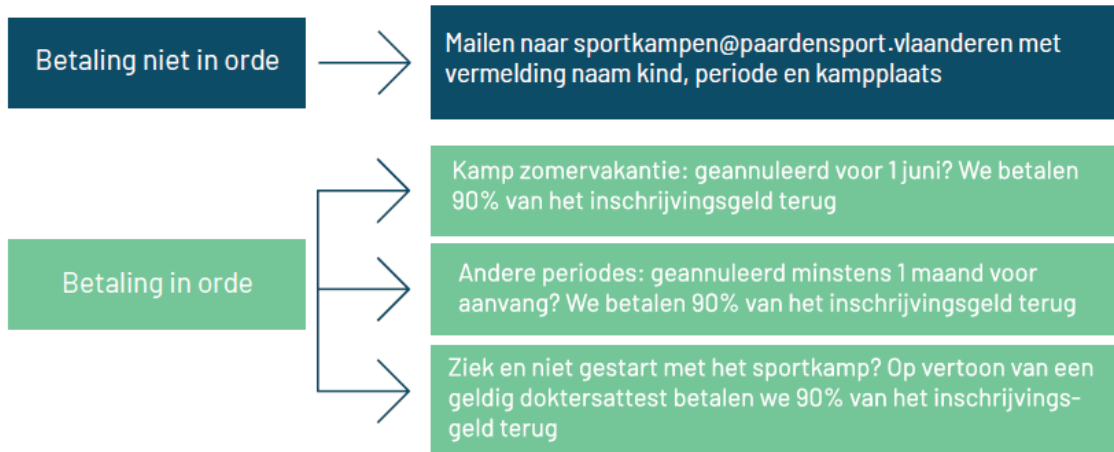 Betaling niet in orde
Mailen naar sportkampen@paardensport.vlaanderen met
vermelding naam kind, periode en kampplaats
Betaling in orde
Kamp zomervakantie: geannuleerd voor 1 juni? We betalen
90% van het inschrijvingsgeld terug
Andere periodes: geannuleerd minstens 1 maand voor
aanvang? We betalen 90% van het inschrijvingsgeld terug
Ziek en niet gestart met het sportkamp? Op vertoon van een
geldig doktersattest betalen we 90% van het inschrijvings-
geld terug